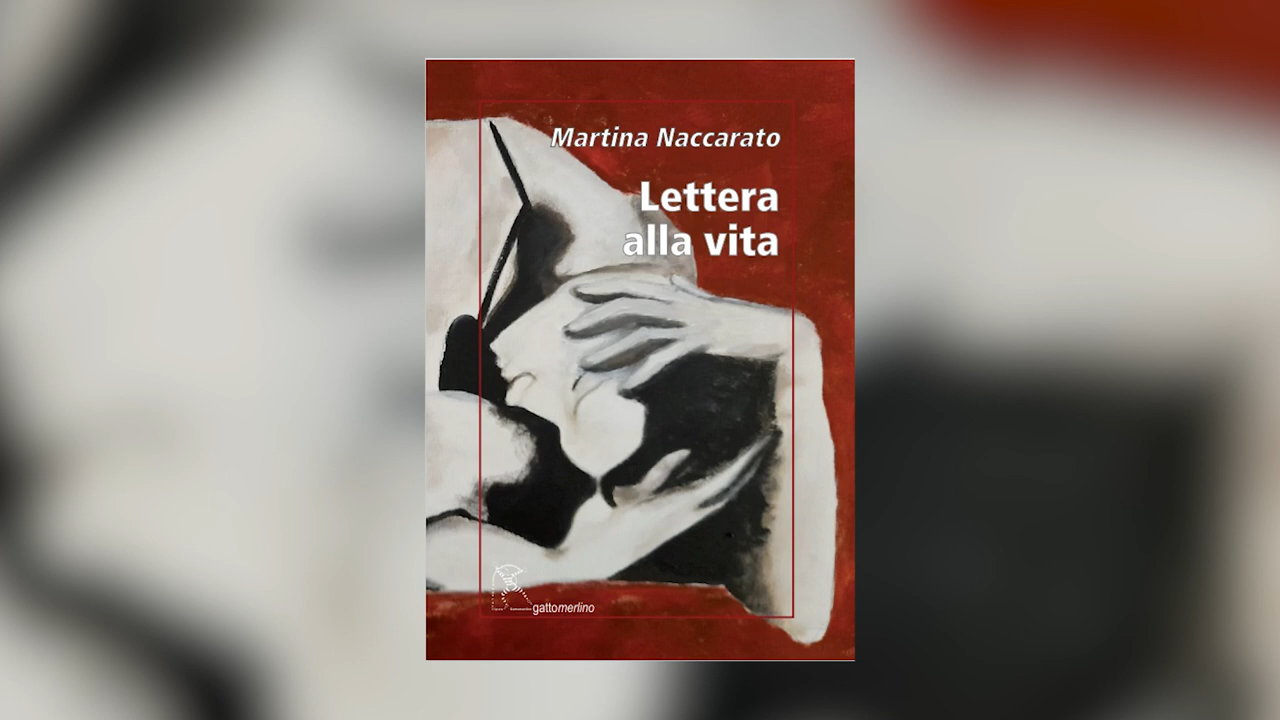 Martina Naccarato
Lettera
alla vita
gattomerlino